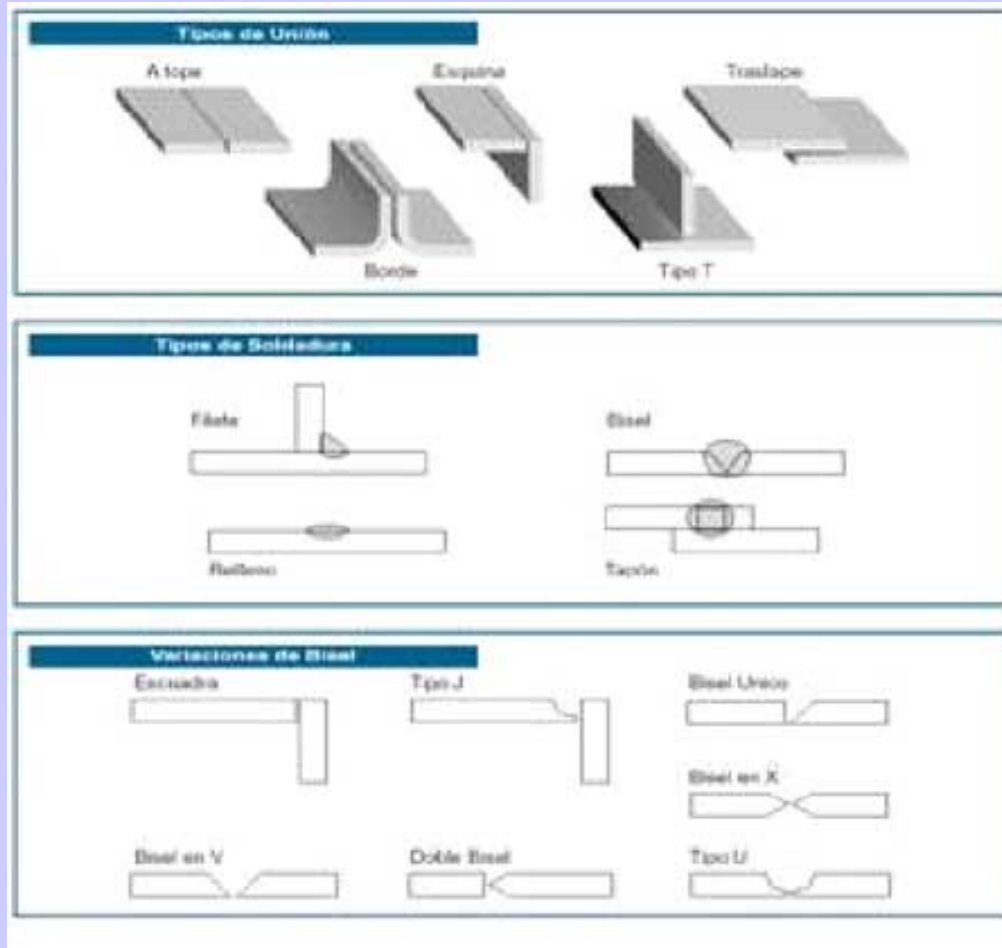 Tipos de Unión
A tope
Esquina
Traslape
Borde
Tipo T
Tipos de Soldadura
Filete
Bisel
Relleno
Tapón
Variaciones de Bisel
Escuadra
Tipo J
Bisel Unico
Bisel en X
Bisel en V
Doble Bisel
Tipo U